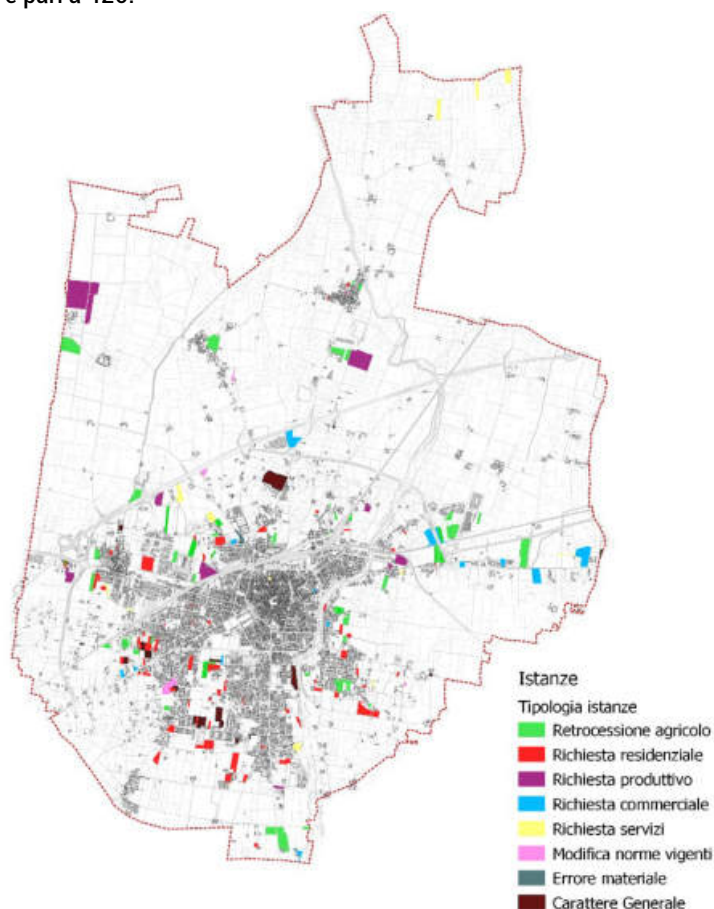 Istanze
Tipologia istanze
Retrocessione agricolo
Richiesta residenziale
Richiesta produttivo
Richiesta commerciale
Richiesta servizi
Modifica norme vigenti
Errore materiale
Carattere Generale